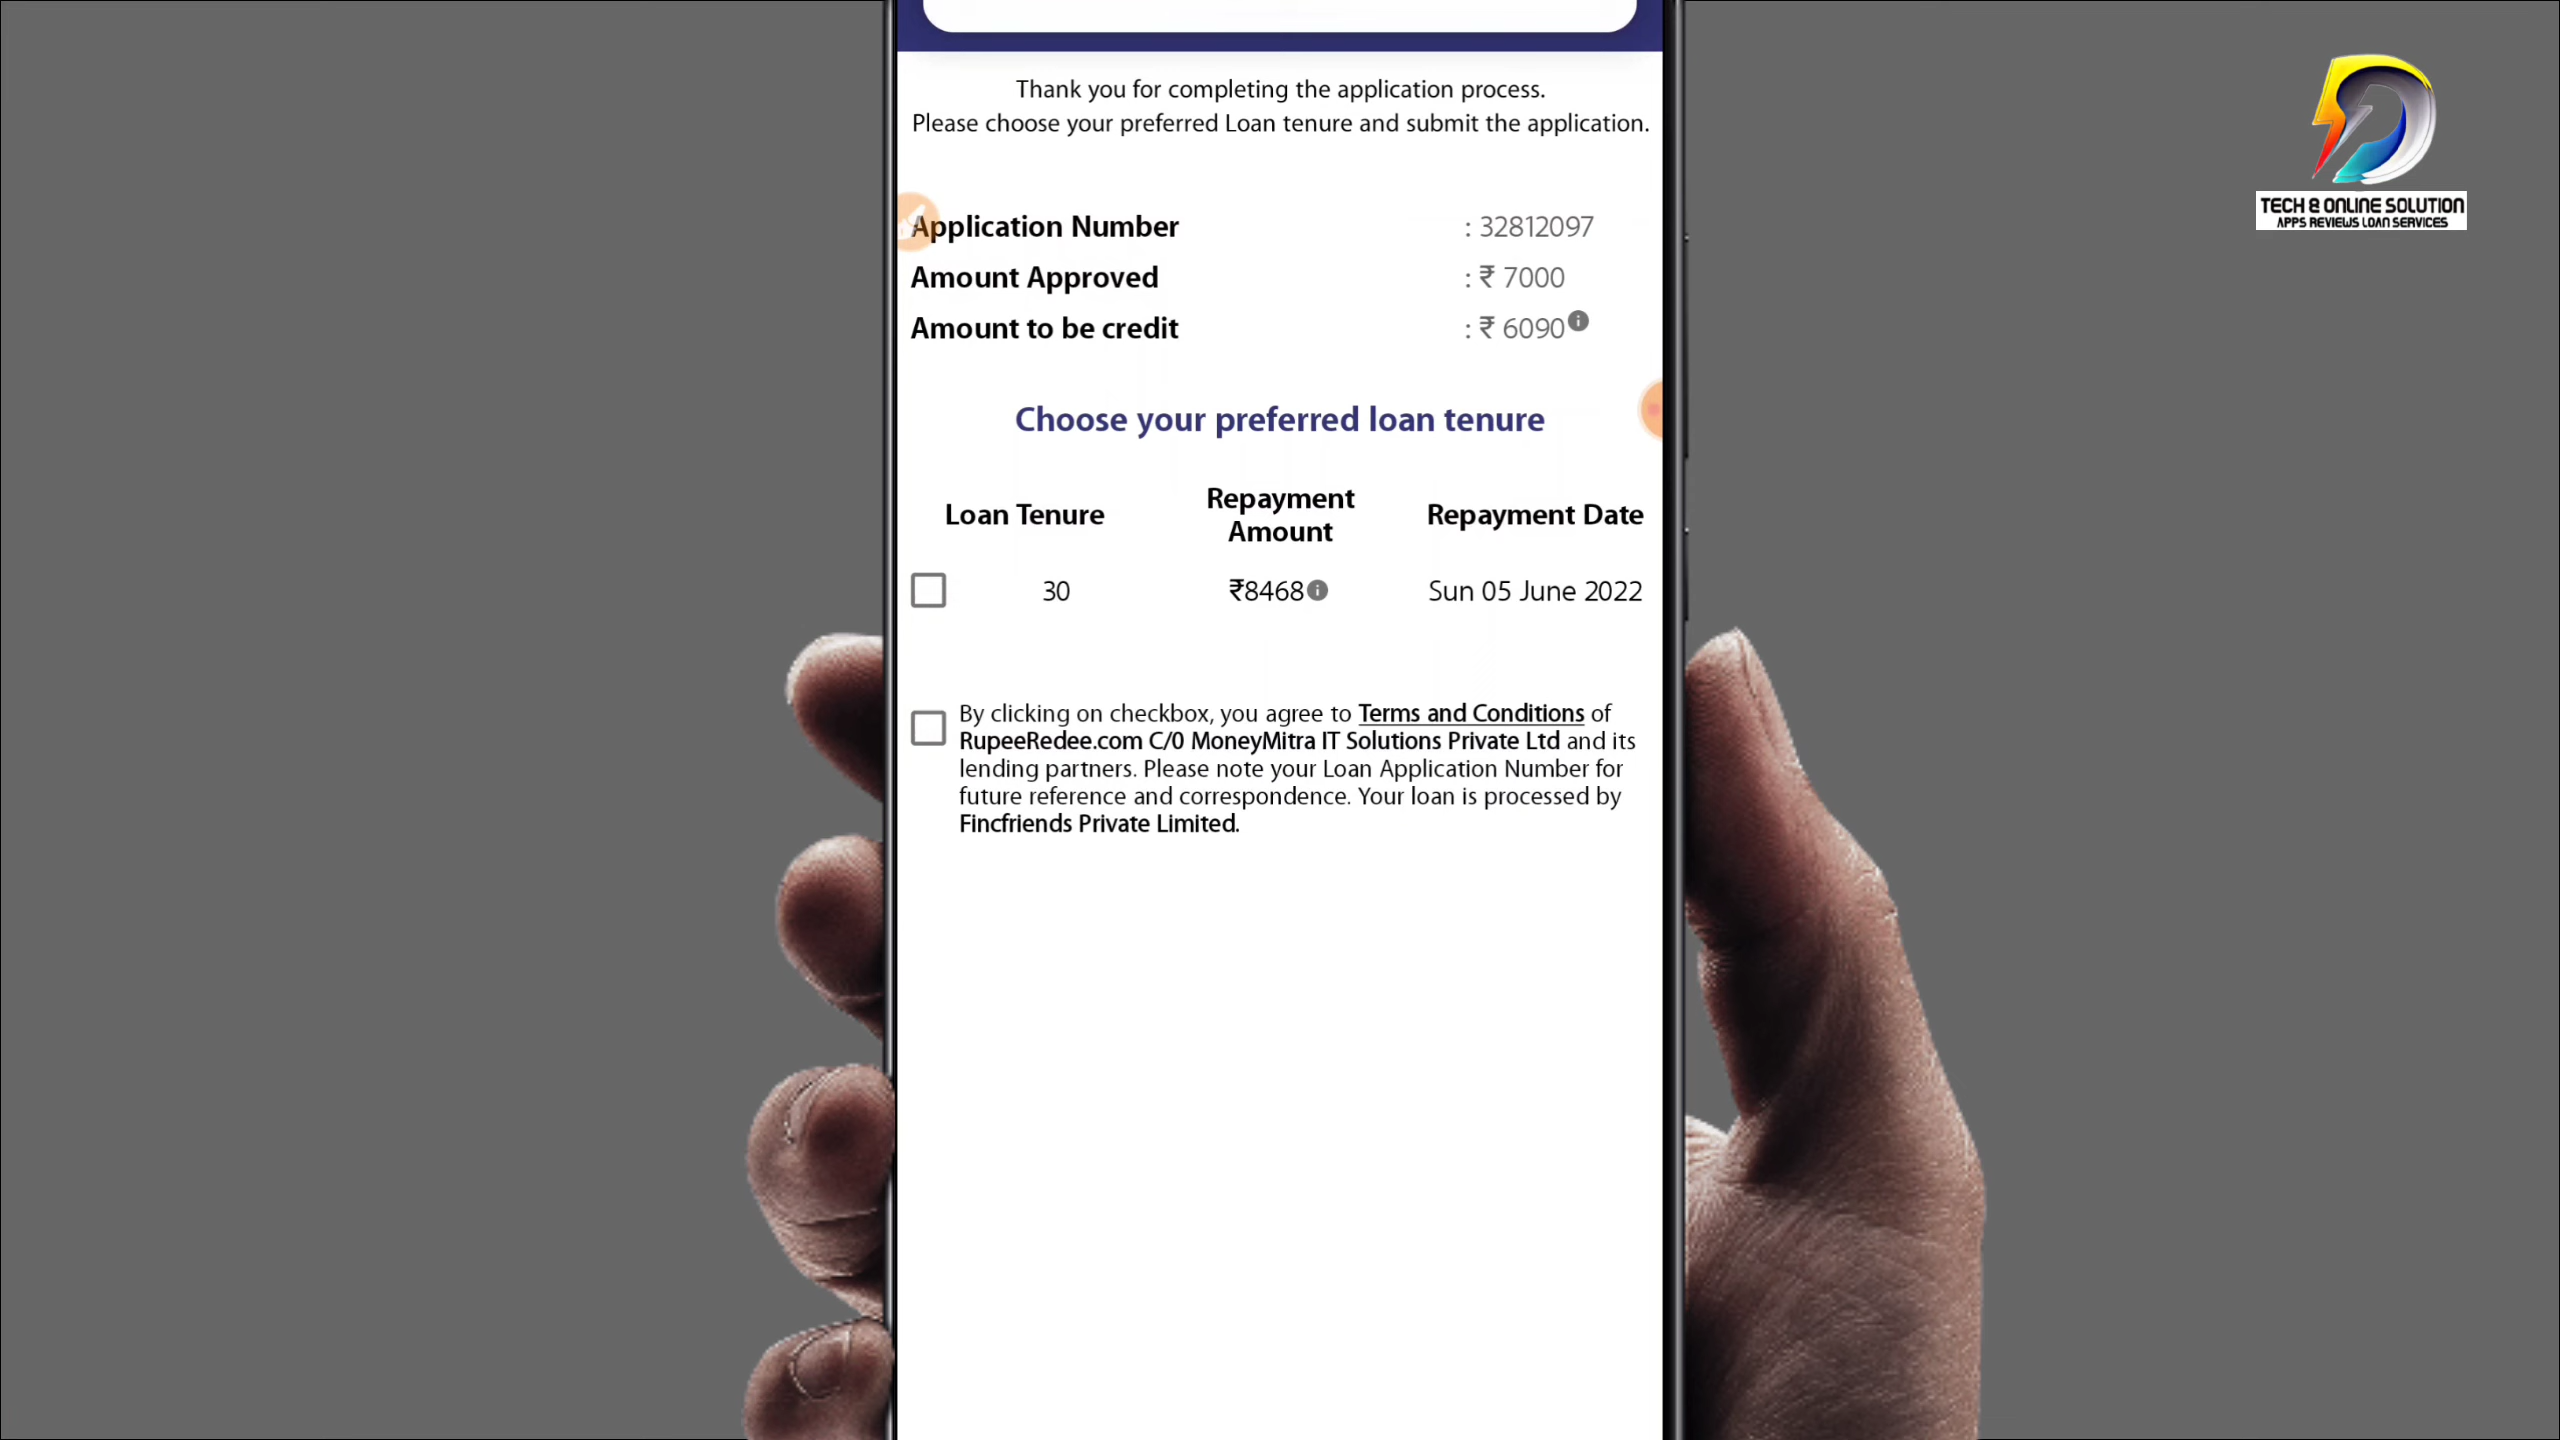 Thank you for completing the application process.
Please choose your preferred Loan tenure and submit the application.
TECH & ONLINE SOLUTION
APPS REVIEWS LOAN SERVICES
Application Number : 32812097
Amount Approved : ₹ 7000
Amount to be credit : ₹ 6090
Choose your preferred loan tenure
Loan Tenure Repayment Amount Repayment Date
30 ₹8468 Sun 05 June 2022
By clicking on checkbox, you agree to Terms and Conditions of
RupeeRedee.com C/0 MoneyMitra IT Solutions Private Ltd and its
lending partners. Please note your Loan Application Number for
future reference and correspondence. Your loan is processed by
Fincfriends Private Limited.